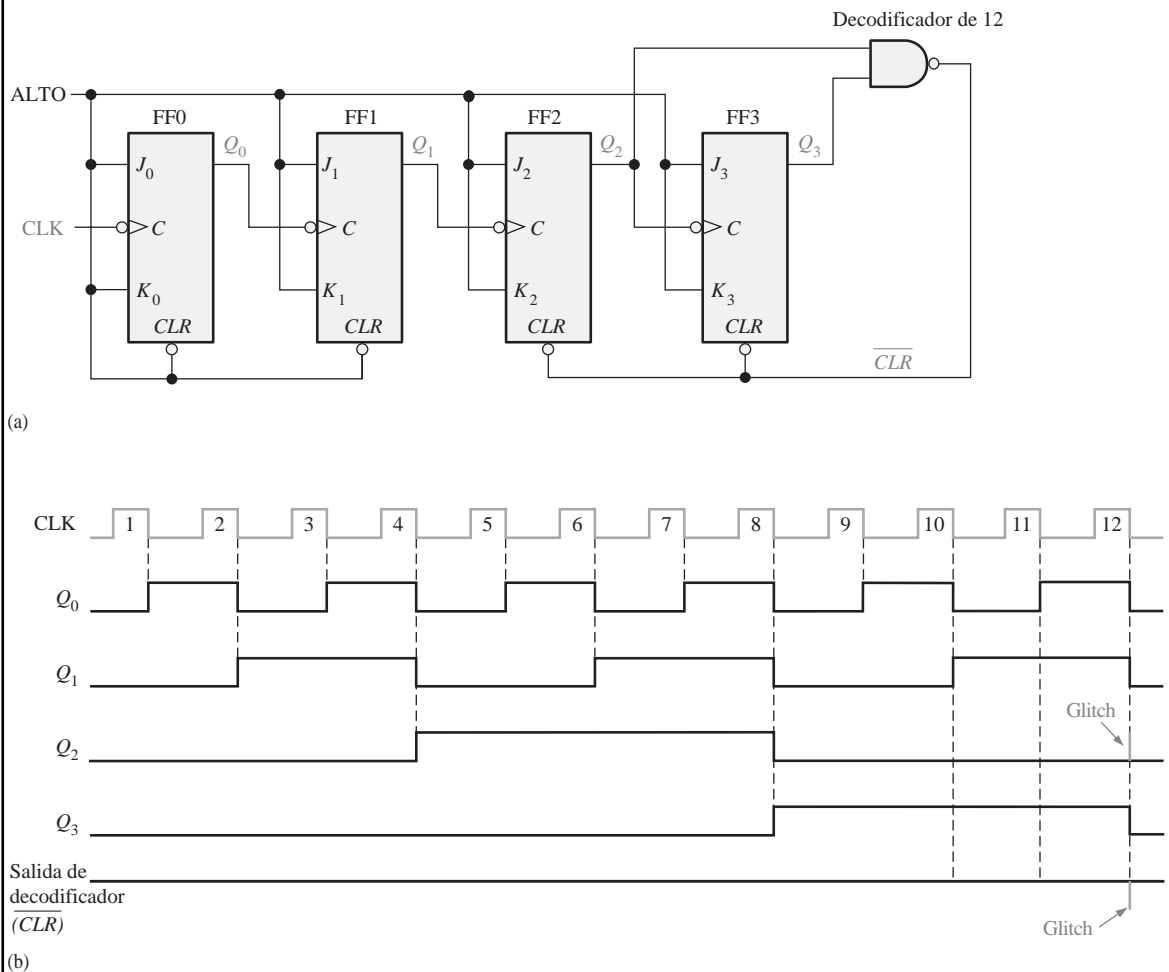 Decodificador de 12
ALTO
FF0 FF1 FF2 FF3
Q0 Q1 Q2 Q3
J0 J1 J2 J3
CLK C C C C
K0 K1 K2 K3
CLR CLR CLR CLR
CLR
(a)
CLK 1 2 3 4 5 6 7 8 9 10 11 12
Q0
Q1
Glitch
Q2
Q3
Salida de
decodificador
(CLR)
Glitch
(b)